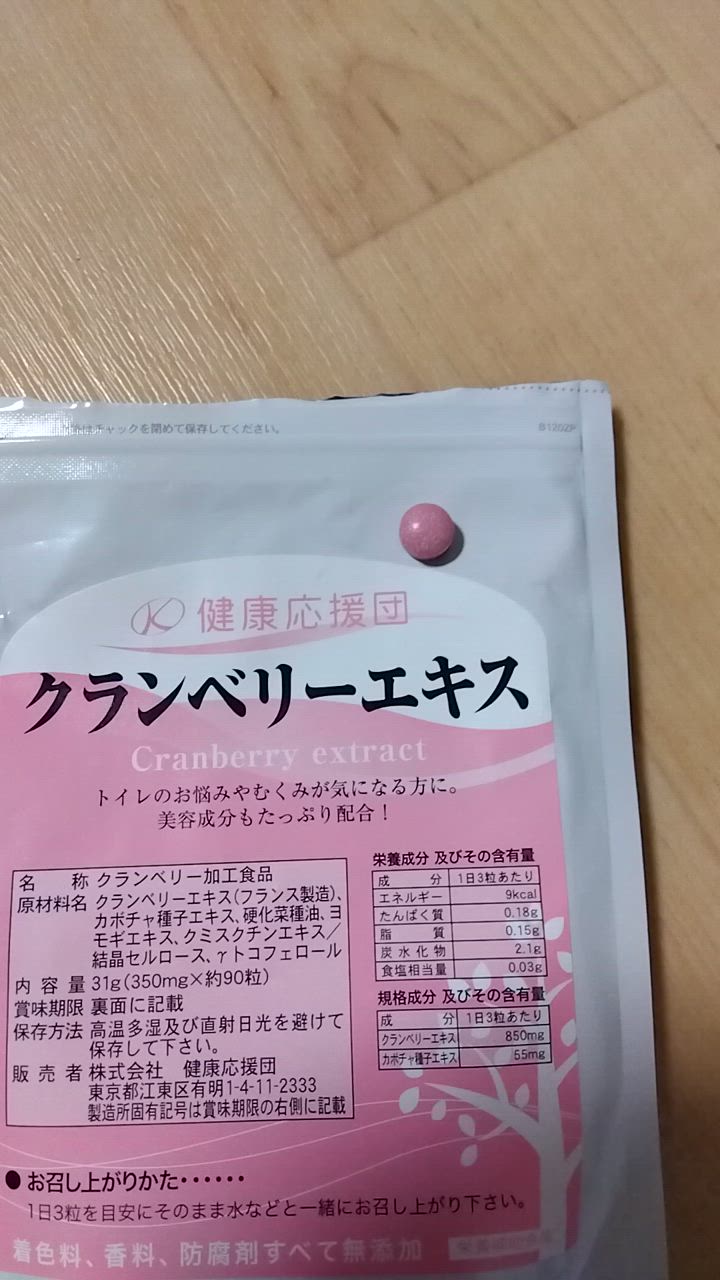 チャックを閉めて保存してください。
B120ZP
健康応援団
クランベリーエキス
Cranberry extract
トイレのお悩みやむくみが気になる方に。
美容成分もたっぷり配合！
名 称 クランベリー加工食品
原材料名 クランベリーエキス(フランス製造)、
カボチャ種子エキス、硬化菜種油、ヨ
モギエキス、クミスクチンエキス／
結晶セルロース、γトコフェロール
内容量 31g(350mg×約90粒)
賞味期限 裏面に記載
保存方法 高温多湿及び直射日光を避けて
保存して下さい。
販売者 株式会社 健康応援団
東京都江東区有明1-4-11-2333
製造所固有記号は賞味期限の右側に記載
栄養成分 及びその含有量
成 分 1日3粒あたり
エネルギー 9kcal
たんぱく質 0.18g
脂 質 0.15g
炭水化物 2.1g
食塩相当量 0.03g
規格成分 及びその含有量
成 分 1日3粒あたり
クランベリーエキス 850mg
カボチャ種子エキス 55mg
●お召し上がりかた‥‥‥
1日3粒を目安にそのまま水などと一緒にお召し上がり下さい。
着色料、香料、防腐剤すべて無添加